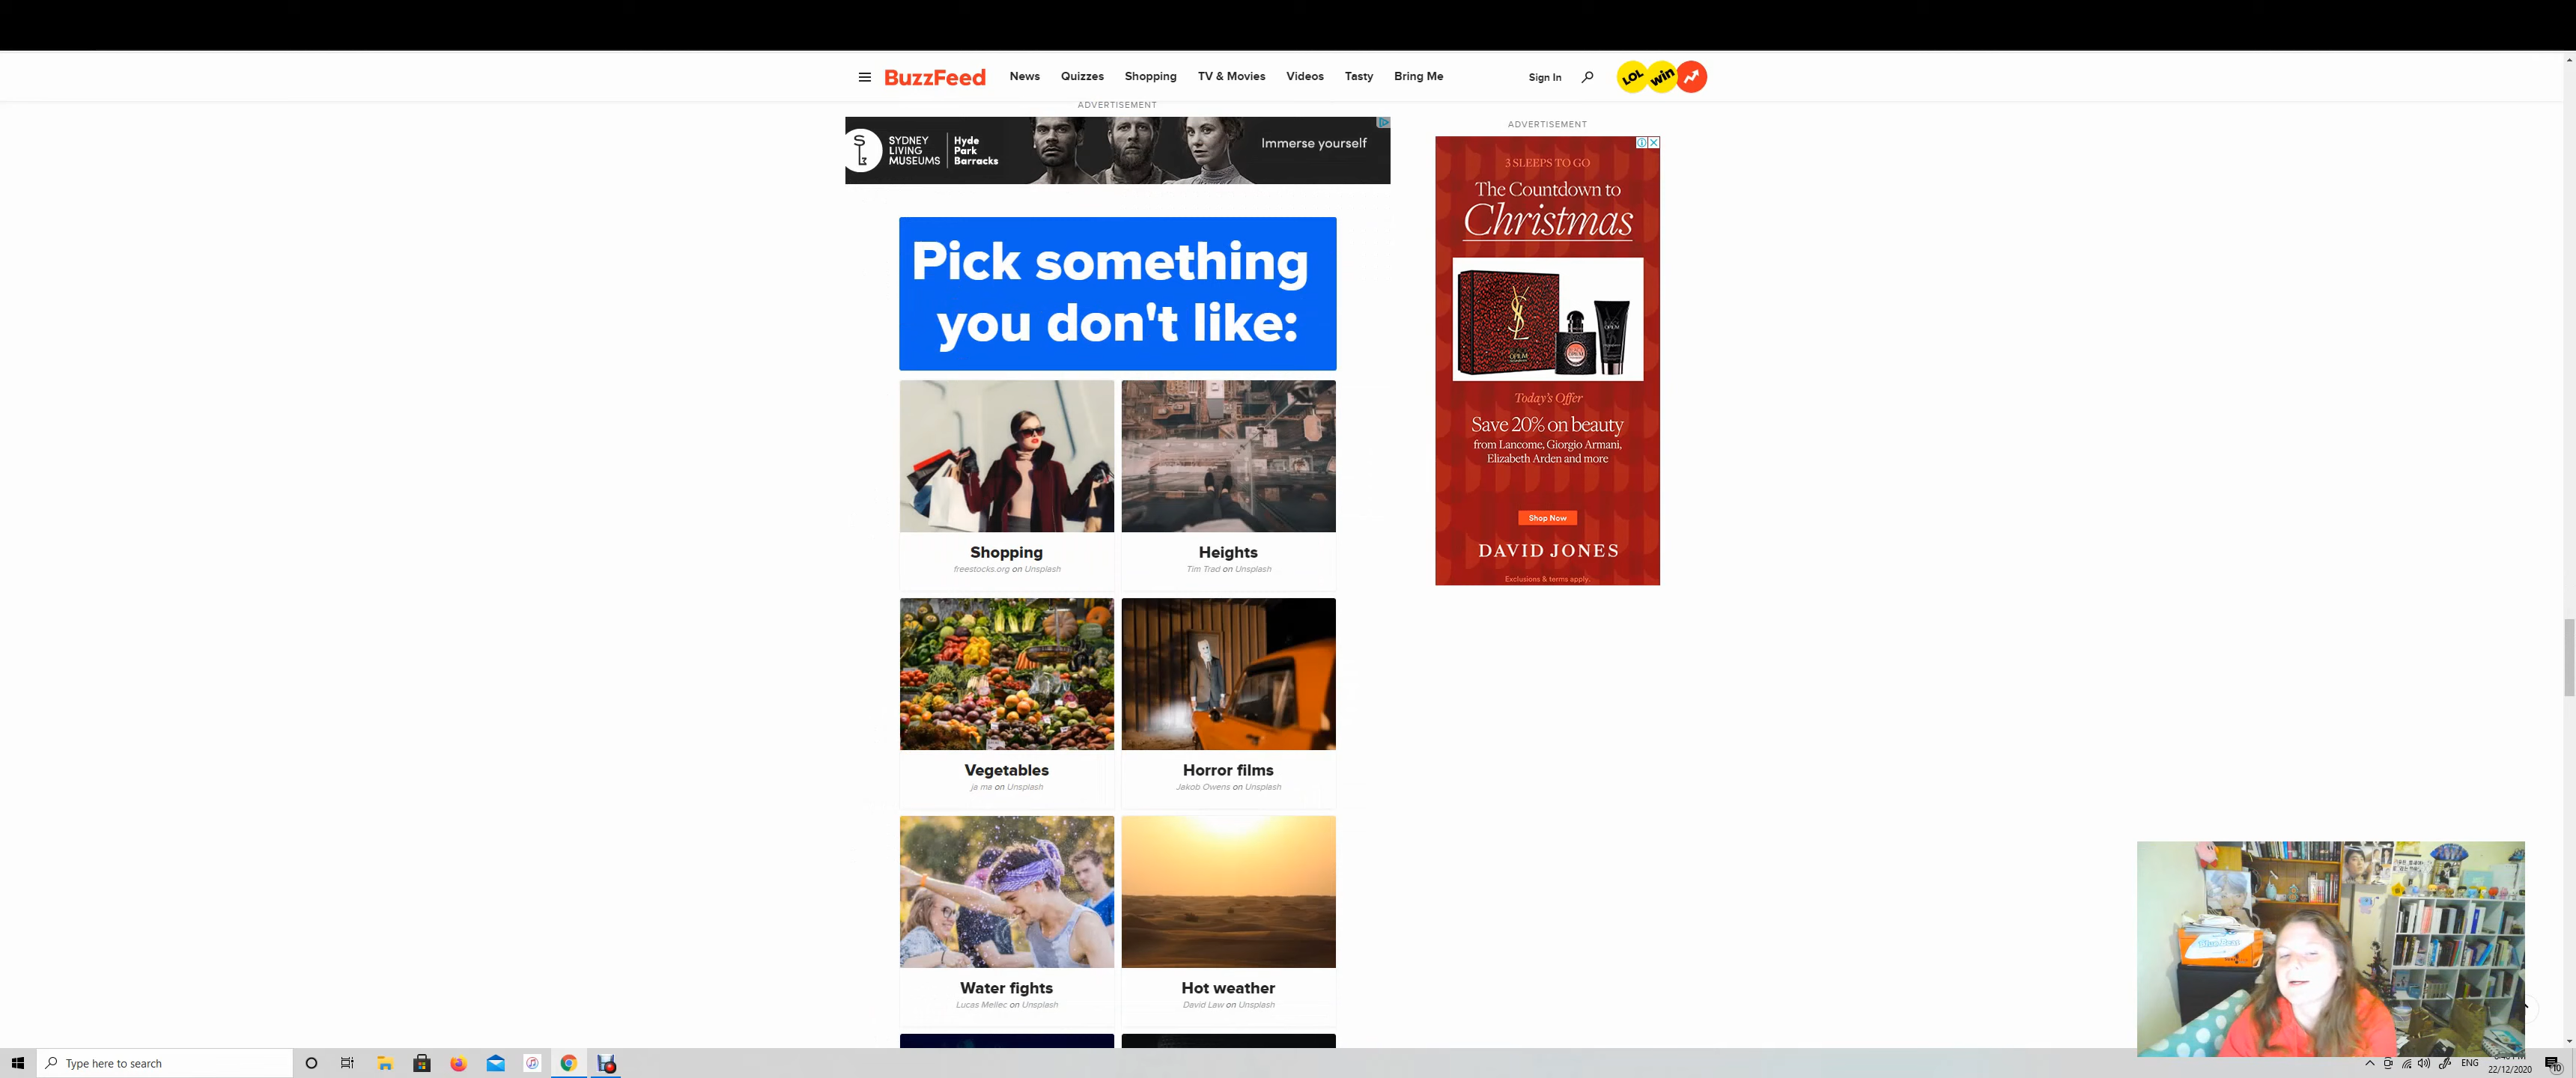 BuzzFeed
News
Quizzes
Shopping
TV & Movies
Videos
Tasty
Bring Me
Sign In
LOL
win
ADVERTISEMENT
SYDNEY
LIVING
MUSEUMS
Hyde
Park
Barracks
Immerse yourself
ADVERTISEMENT
3 SLEEPS TO GO
The Countdown to
Christmas
YSL
Today's Offer
Save 20% on beauty
from Lancome, Giorgio Armani,
Elizabeth Arden and more
Shop Now
DAVID JONES
Exclusions & terms apply.
Pick something
you don't like:
Shopping
freestocks.org on Unsplash
Heights
Tim Trad on Unsplash
Vegetables
ja ma on Unsplash
Horror films
Jakob Owens on Unsplash
Water fights
Lucas Mellec on Unsplash
Hot weather
David Law on Unsplash
Type here to search
ENG
22/12/2020
10